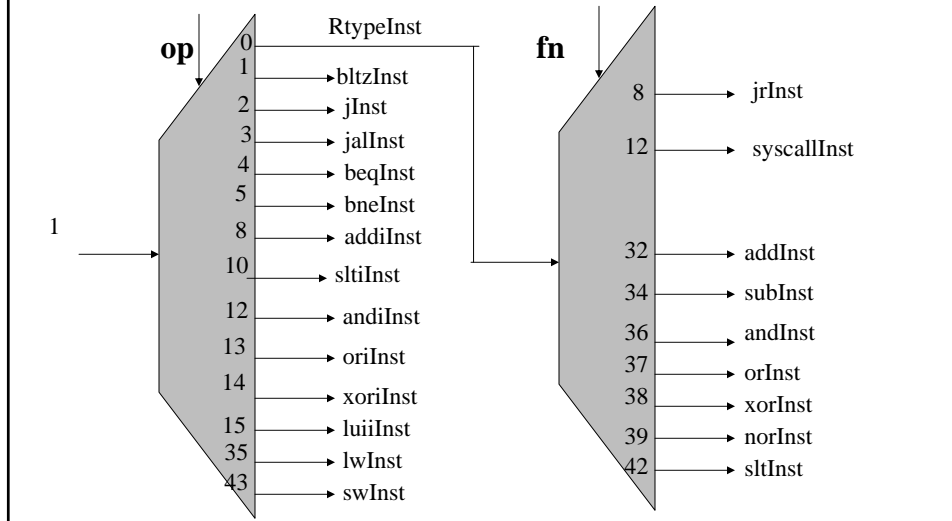 op
0 RtypeInst
1 bltzInst
2 jInst
3 jalInst
4 beqInst
5 bneInst
1
8 addiInst
10 sltiInst
12 andiInst
13 oriInst
14 xoriInst
15 luiiInst
35 lwInst
43 swInst
fn
8 jrInst
12 syscallInst
32 addInst
34 subInst
36 andInst
37 orInst
38 xorInst
39 norInst
42 sltInst